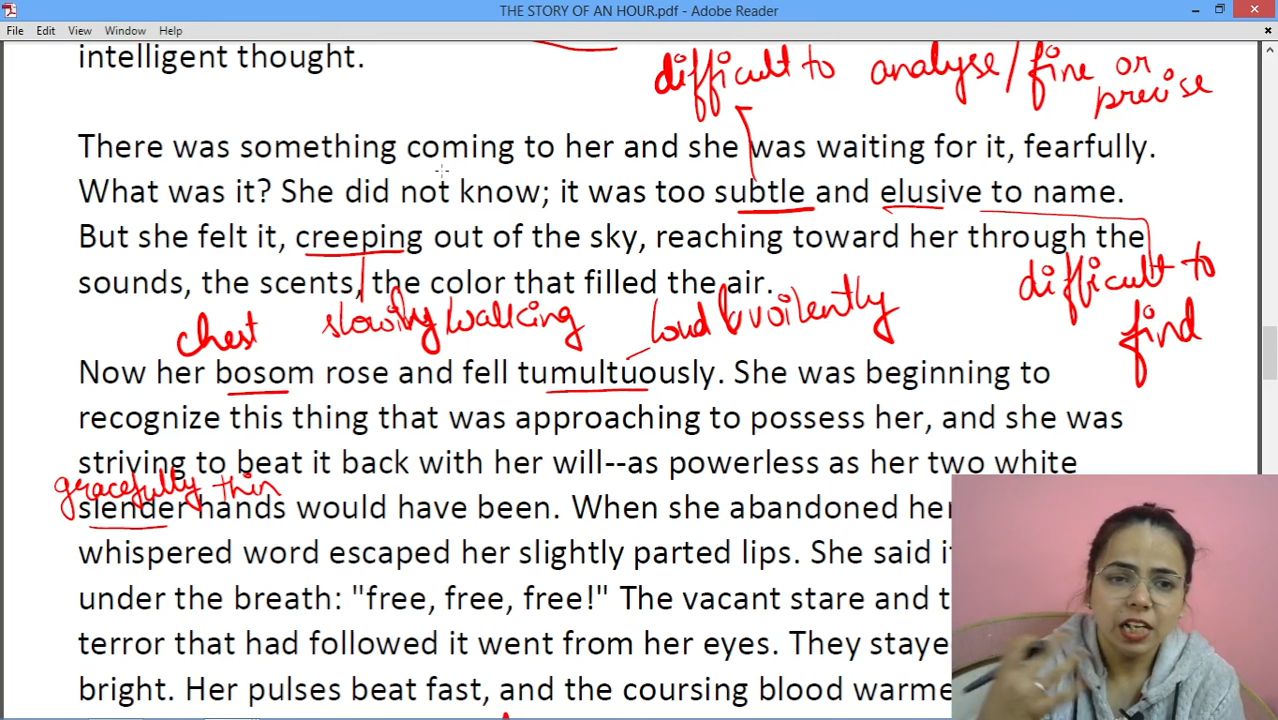 THE STORY OF AN HOUR.pdf - Adobe Reader
File Edit View Window Help
intelligent thought.
difficult to analyse/fine or
precise
There was something coming to her and she was waiting for it, fearfully.
What was it? She did not know; it was too subtle and elusive to name.
But she felt it, creeping out of the sky, reaching toward her through the
sounds, the scents, the color that filled the air.
difficult to
find
chest slowly/walking loud & voilently
Now her bosom rose and fell tumultuously. She was beginning to
recognize this thing that was approaching to possess her, and she was
striving to beat it back with her will--as powerless as her two white
gracefully thin
slender hands would have been. When she abandoned her
whispered word escaped her slightly parted lips. She said
under the breath: "free, free, free!" The vacant stare and
terror that had followed it went from her eyes. They
bright. Her pulses beat fast, and the coursing blood